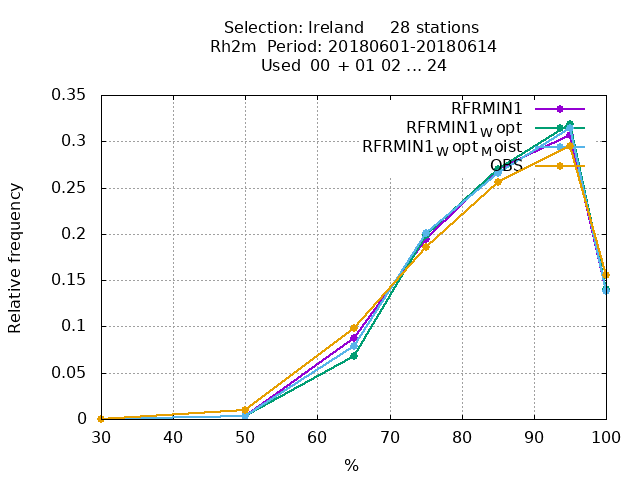 Selection: Ireland     28 stations
Rh2m  Period: 20180601-20180614
Used  00 + 01 02 ... 24
0.35
0.3
0.25
0.2
0.15
0.1
0.05
0
30 40 50 60 70 80 90 100
Relative frequency
%
RFRMIN1
RFRMIN1Wopt
RFRMIN1WoptMoist
OBS